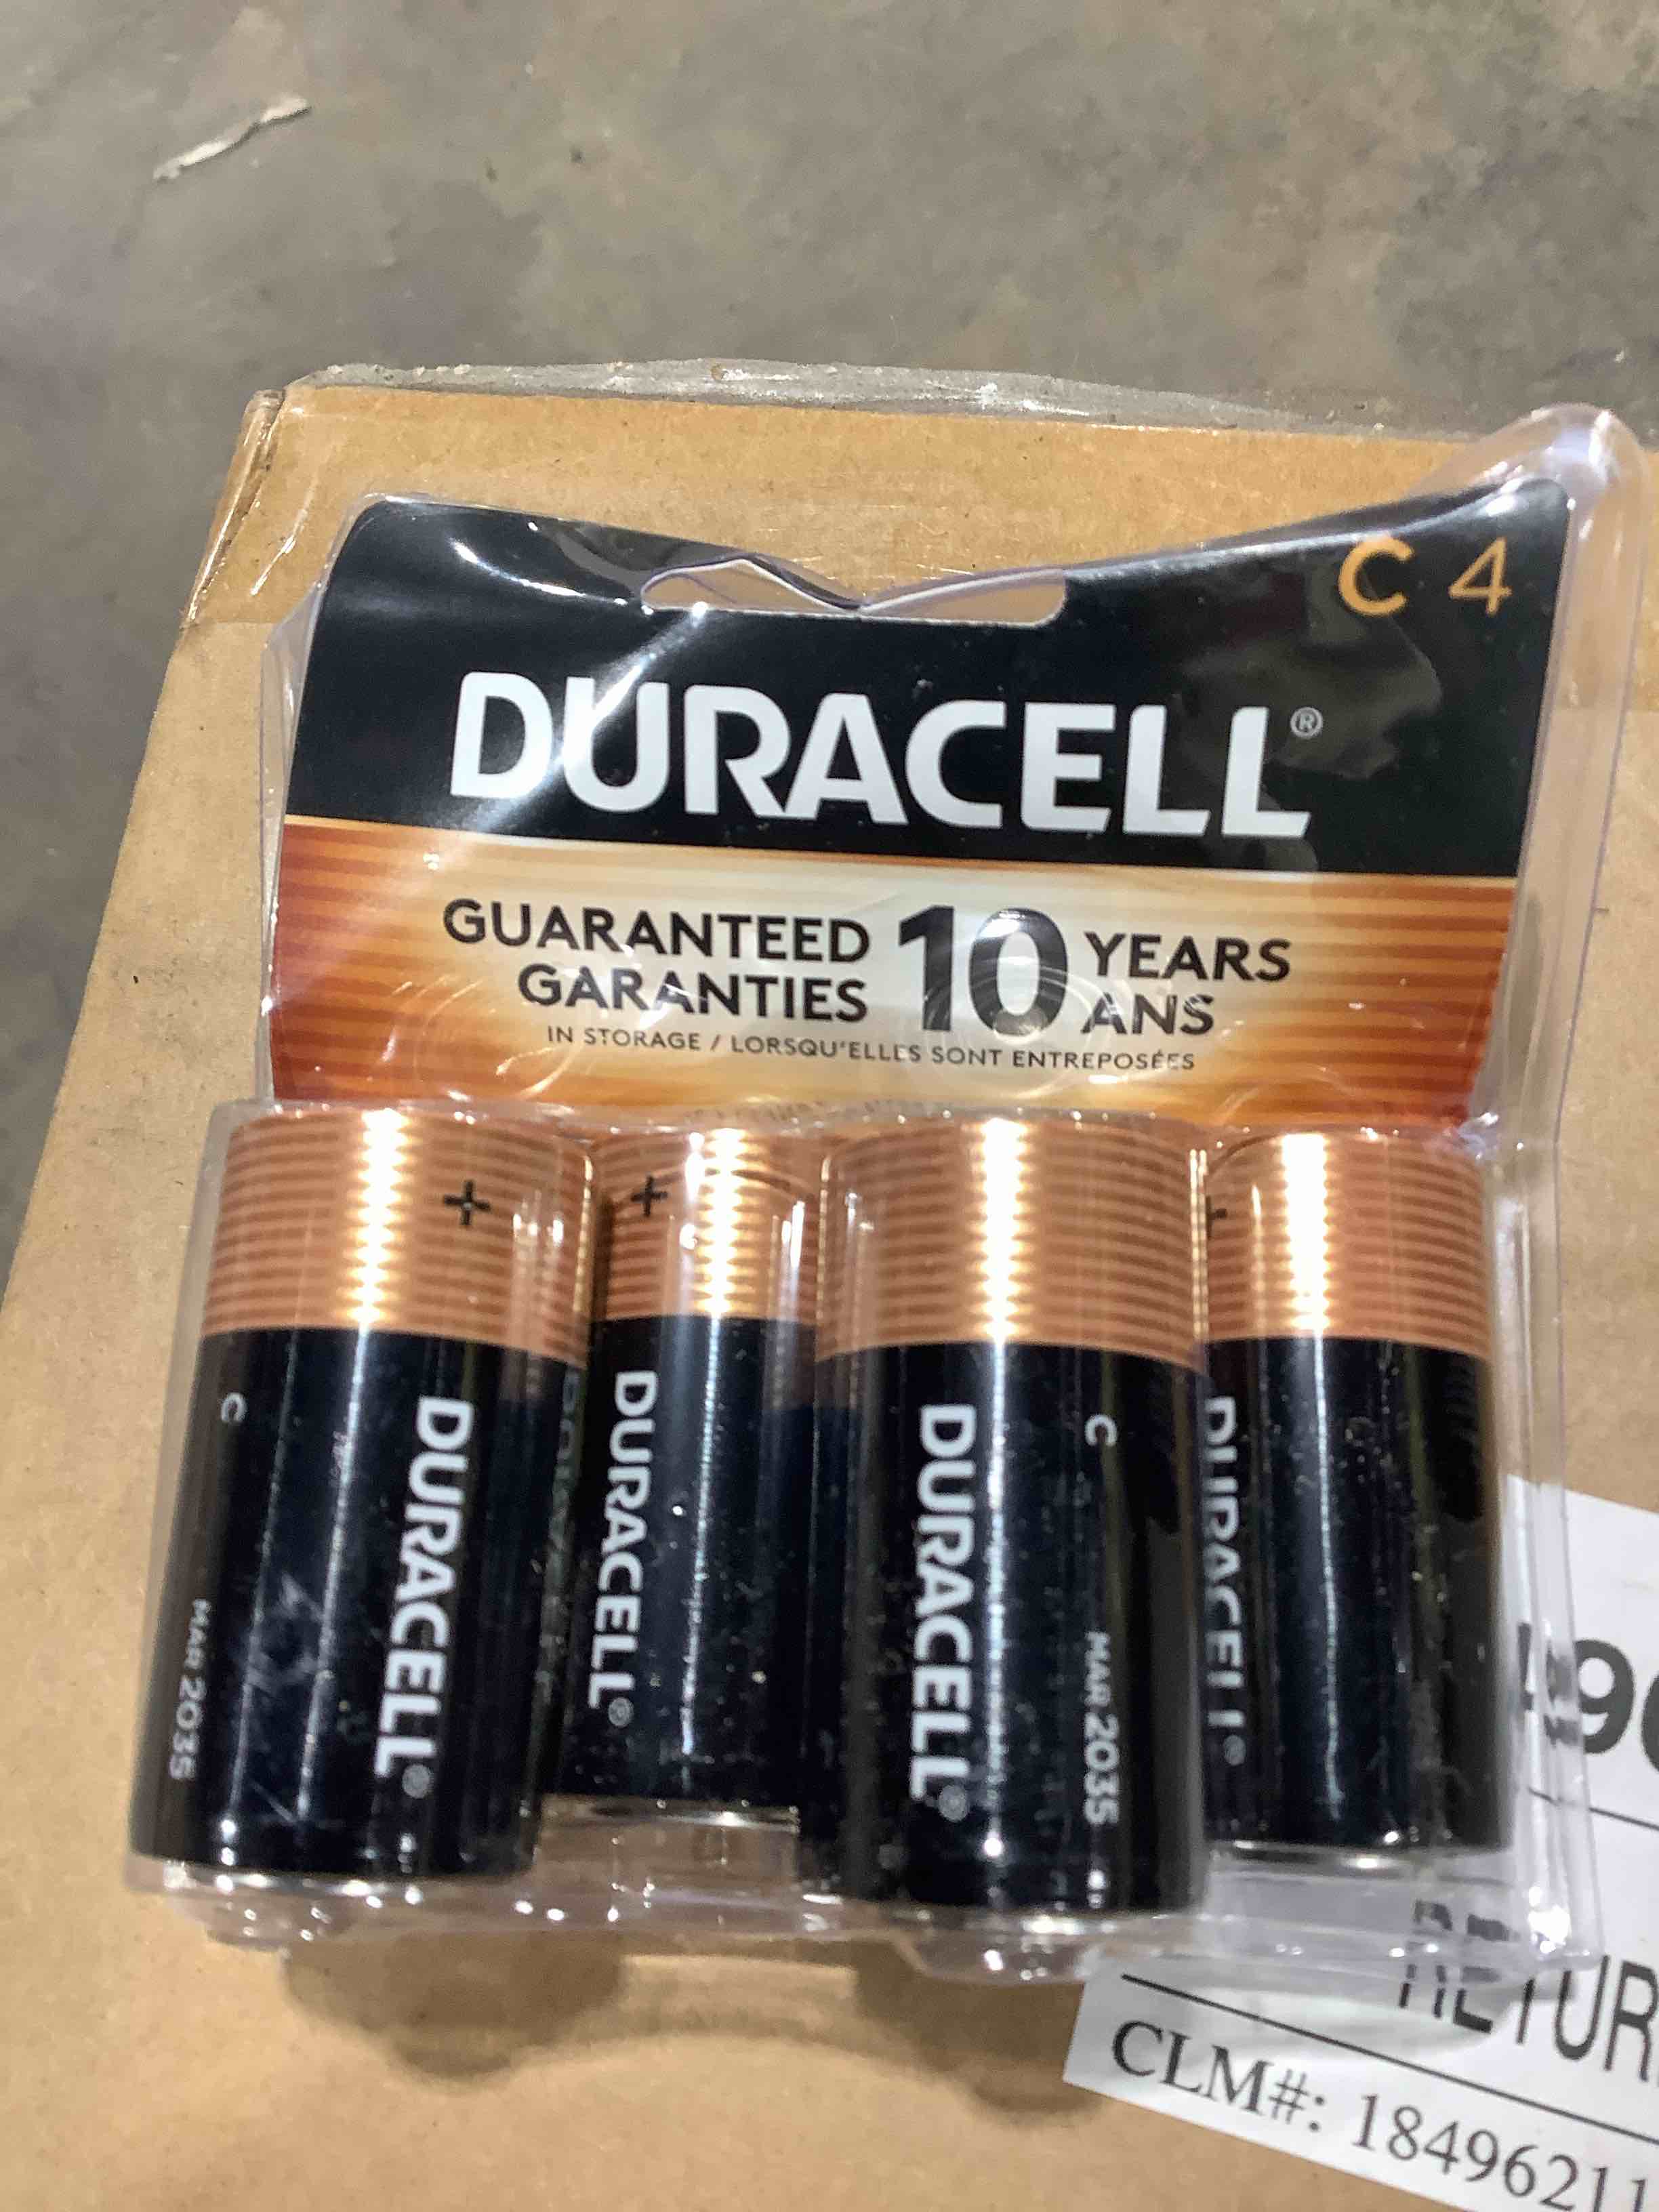 C 4
DURACELL®
GUARANTEED 10 YEARS
GARANTIES ANS
IN STORAGE / LORSQU'ELLES SONT ENTREPOSÉES
+
+
+
C
MAR 2035
DURACELL®
DURACELL®
DURACELL®
C
MAR 2035
DURACELL®
CLM#: 18496211